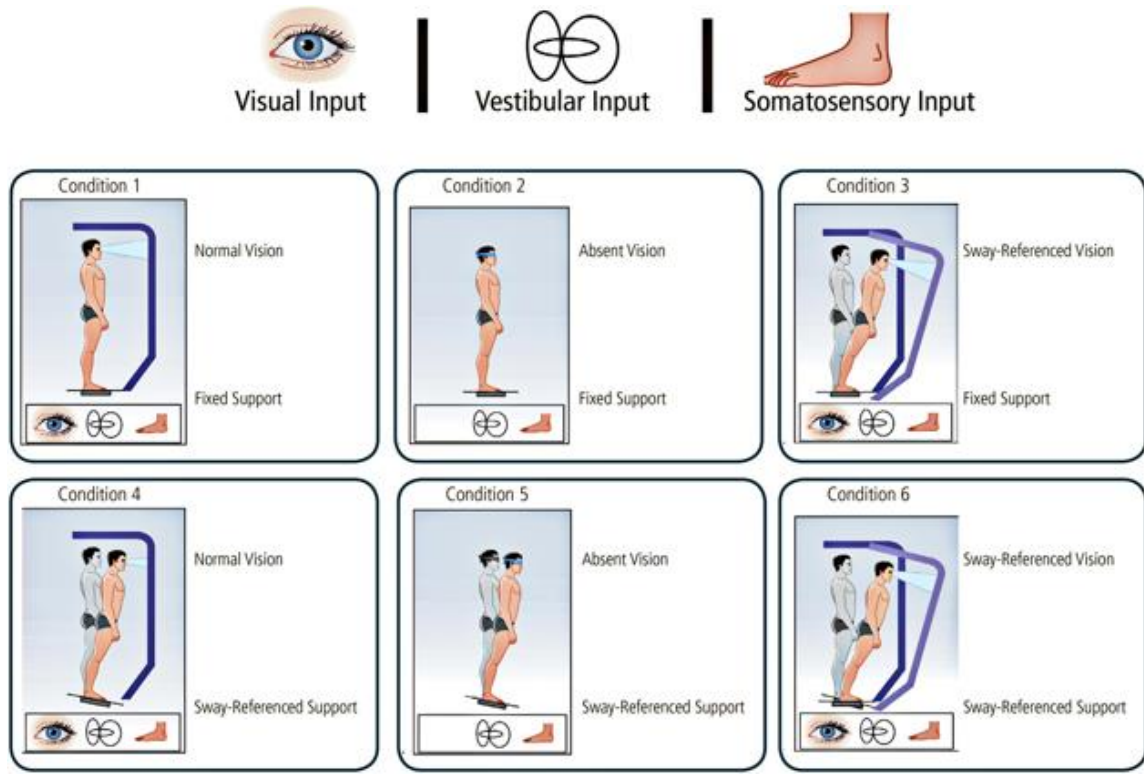 Visual Input
Vestibular Input
Somatosensory Input
Condition 1
Normal Vision
Fixed Support
Condition 2
Absent Vision
Fixed Support
Condition 3
Sway-Referenced Vision
Fixed Support
Condition 4
Normal Vision
Sway-Referenced Support
Condition 5
Absent Vision
Sway-Referenced Support
Condition 6
Sway-Referenced Vision
Sway-Referenced Support